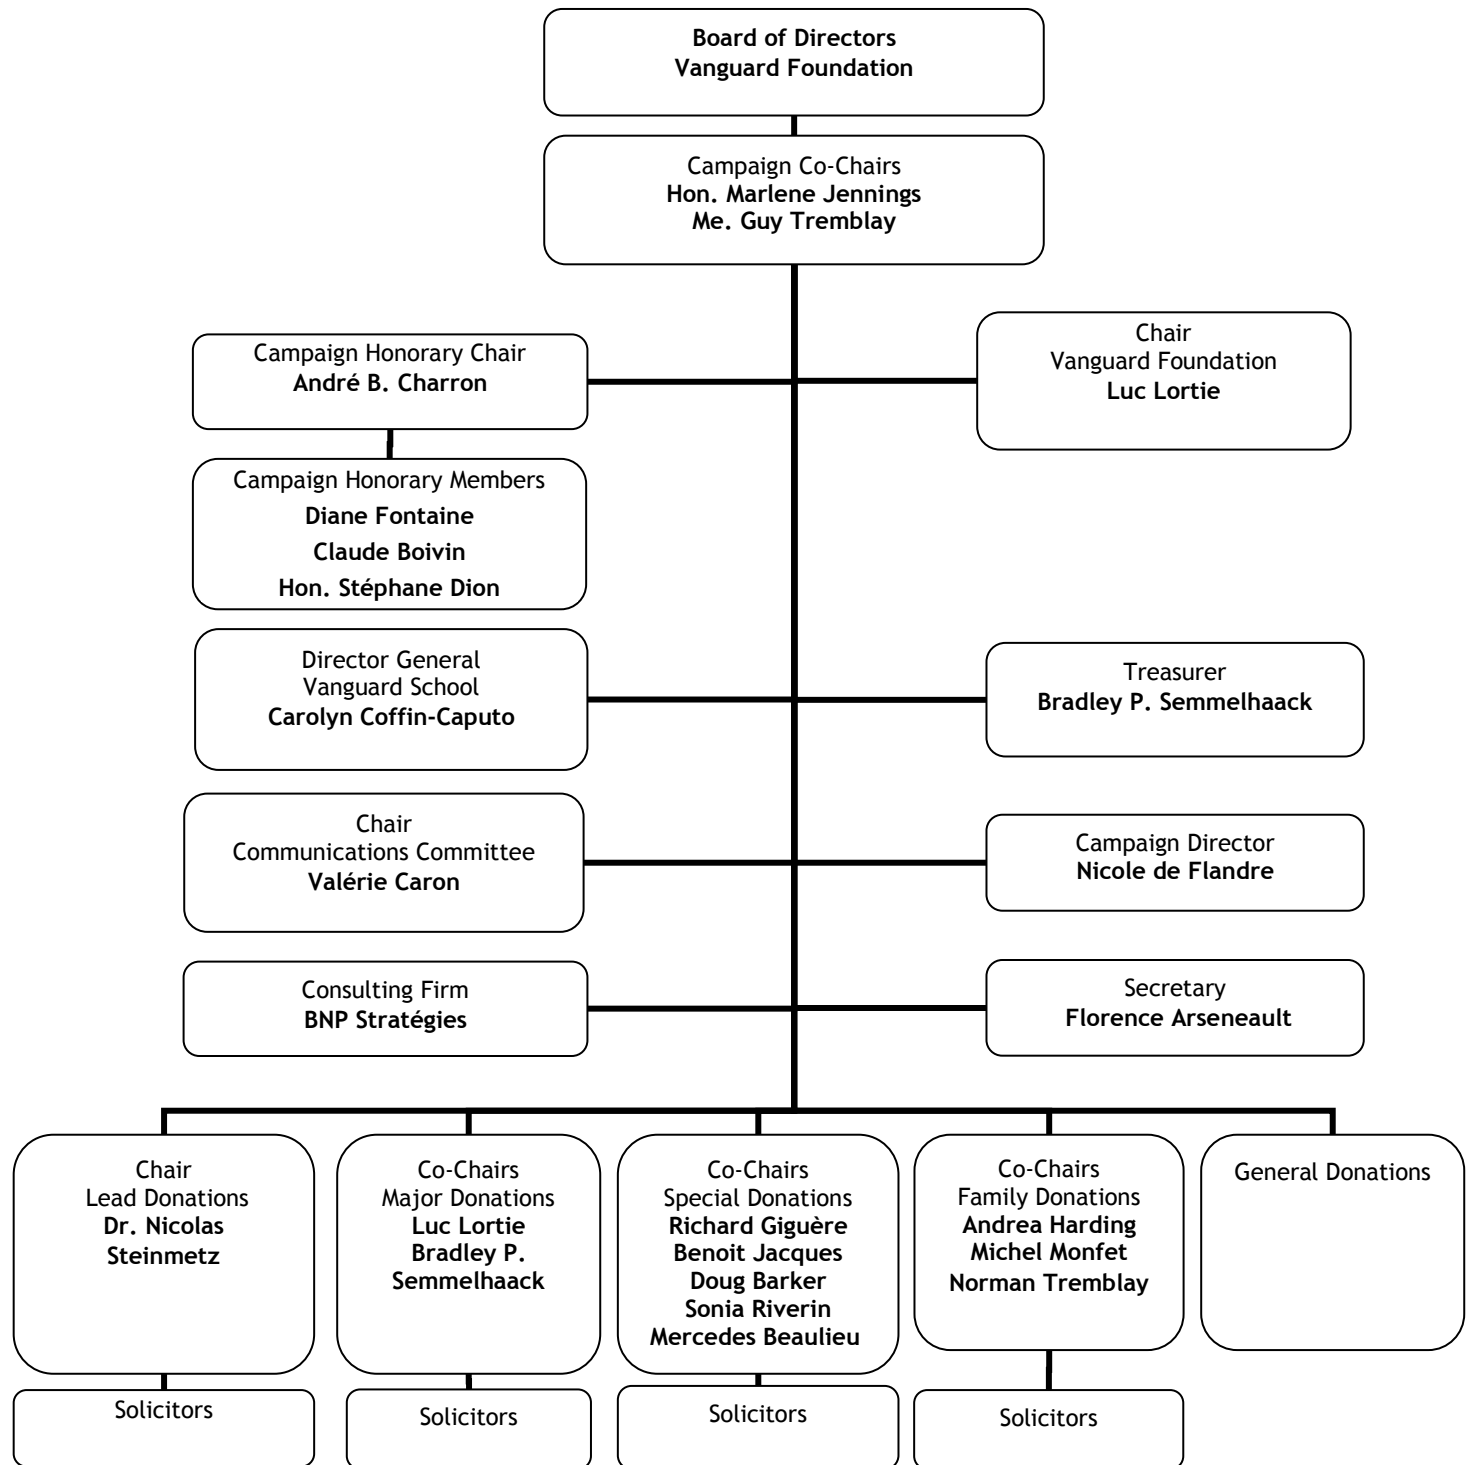 Board of Directors
Vanguard Foundation
Campaign Co-Chairs
Hon. Marlene Jennings
Me. Guy Tremblay
Campaign Honorary Chair
André B. Charron
Chair
Vanguard Foundation
Luc Lortie
Campaign Honorary Members
Diane Fontaine
Claude Boivin
Hon. Stéphane Dion
Director General
Vanguard School
Carolyn Coffin-Caputo
Treasurer
Bradley P. Semmelhaack
Chair
Communications Committee
Valérie Caron
Campaign Director
Nicole de Flandre
Consulting Firm
BNP Stratégies
Secretary
Florence Arseneault
Chair
Lead Donations
Dr. Nicolas
Steinmetz
Co-Chairs
Major Donations
Luc Lortie
Bradley P.
Semmelhaack
Co-Chairs
Special Donations
Richard Giguère
Benoit Jacques
Doug Barker
Sonia Riverin
Mercedes Beaulieu
Co-Chairs
Family Donations
Andrea Harding
Michel Monfet
Norman Tremblay
General Donations
Solicitors
Solicitors
Solicitors
Solicitors